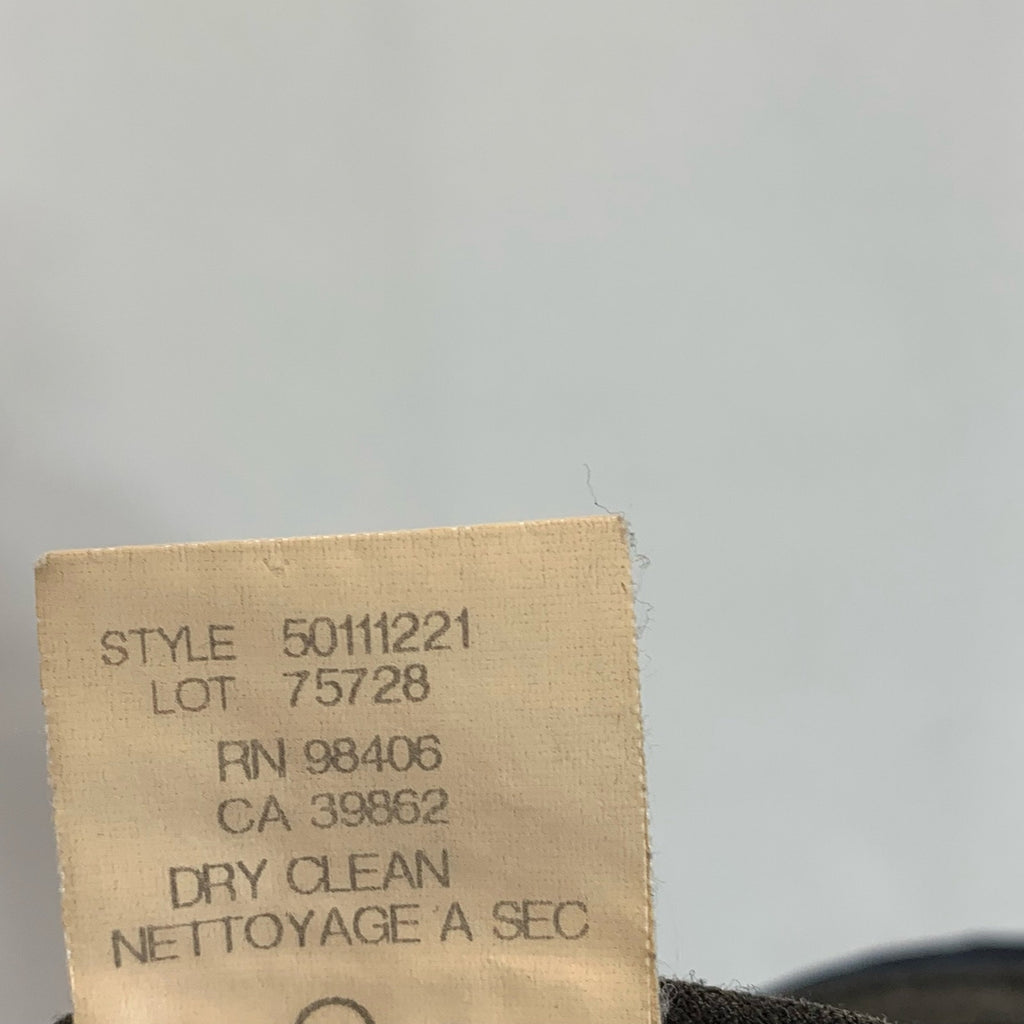 STYLE 50111221
LOT 75728
RN 98406
CA 39862
DRY CLEAN
NETTOYAGE A SEC